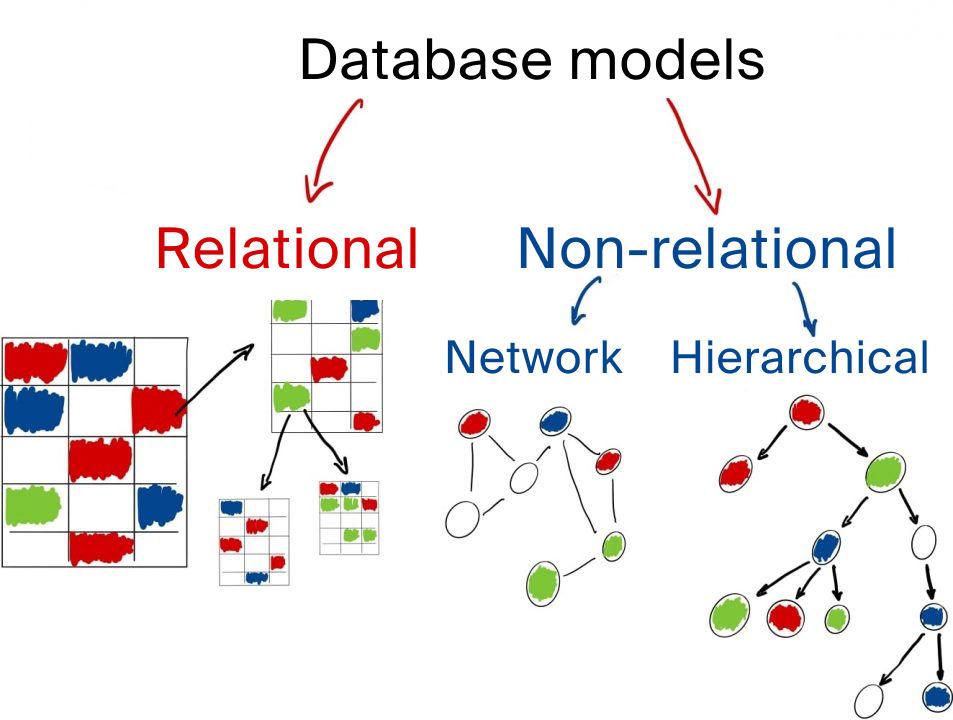 Database models
Relational
Non-relational
Network
Hierarchical